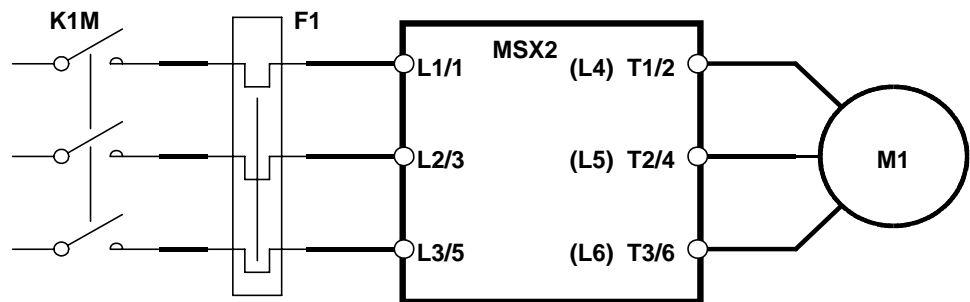 K1M F1
MSX2
L1/1 (L4) T1/2
L2/3 (L5) T2/4 M1
L3/5 (L6) T3/6